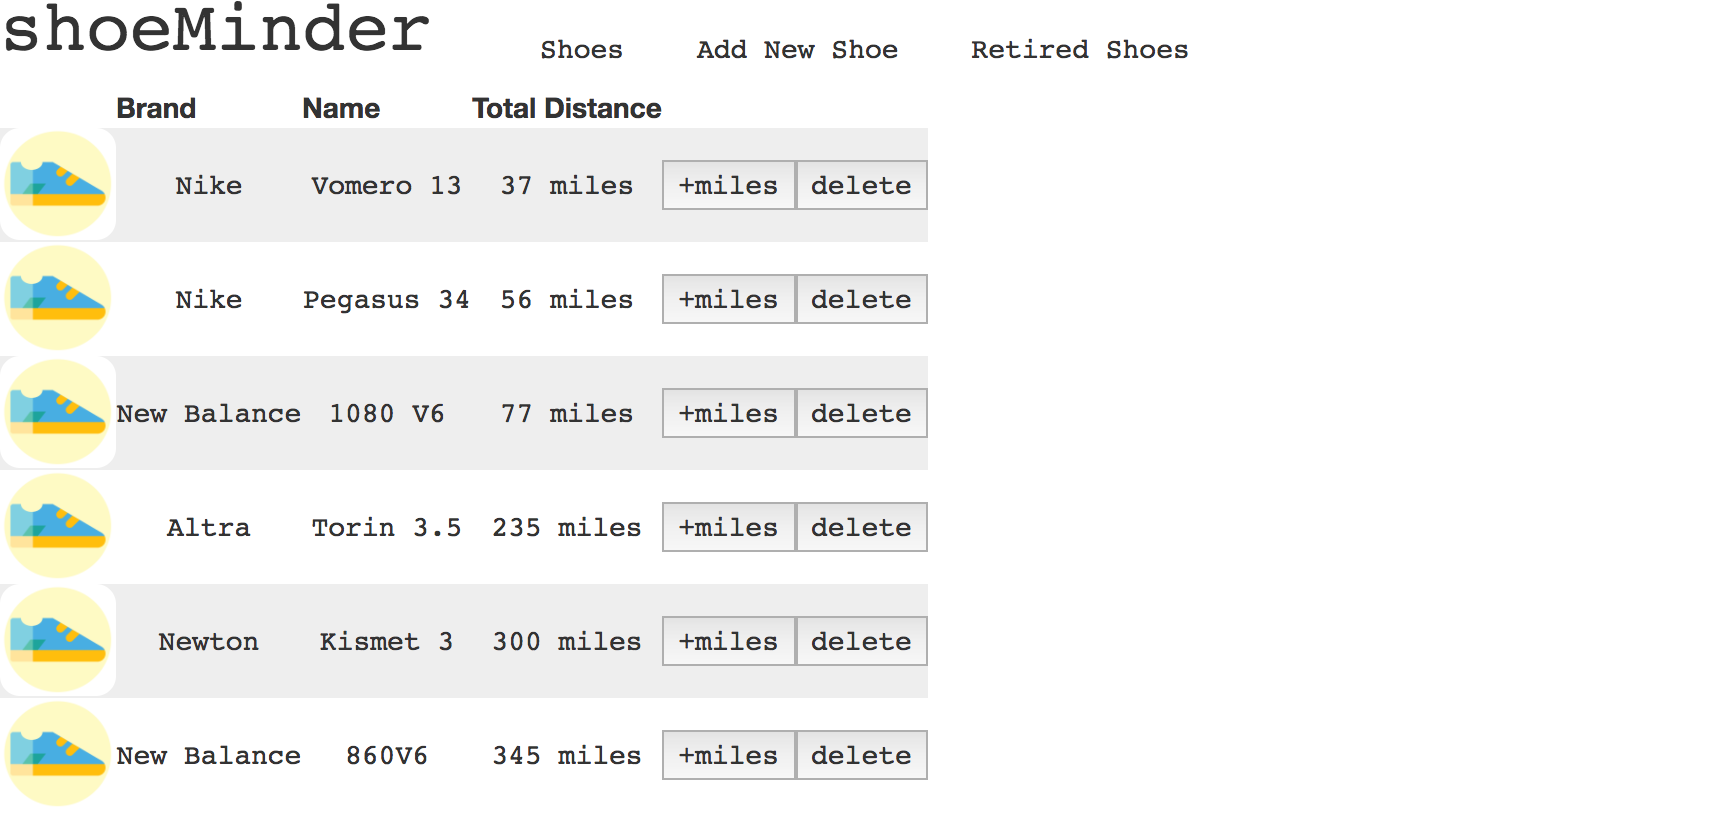 shoeMinder Shoes Add New Shoe Retired Shoes
Brand Name Total Distance
Nike Vomero 13 37 miles +miles delete
Nike Pegasus 34 56 miles +miles delete
New Balance 1080 V6 77 miles +miles delete
Altra Torin 3.5 235 miles +miles delete
Newton Kismet 3 300 miles +miles delete
New Balance 860V6 345 miles +miles delete